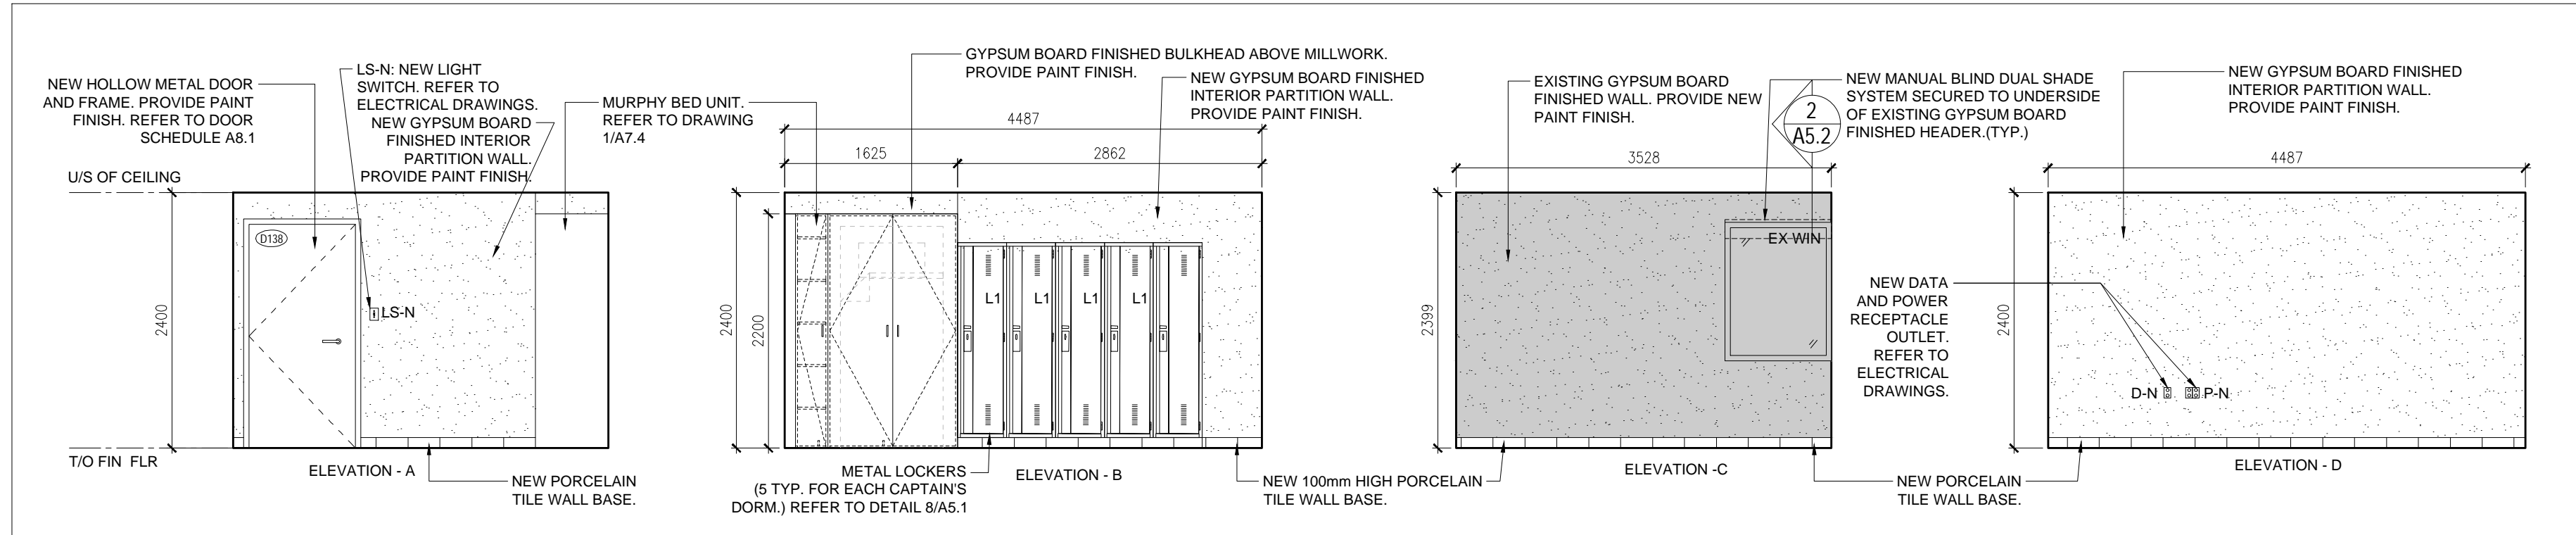 NEW HOLLOW METAL DOOR
AND FRAME. PROVIDE PAINT
FINISH. REFER TO DOOR
SCHEDULE A8.1
LS-N: NEW LIGHT
SWITCH. REFER TO
ELECTRICAL DRAWINGS.
NEW GYPSUM BOARD
FINISHED INTERIOR
PARTITION WALL.
PROVIDE PAINT FINISH.
MURPHY BED UNIT.
REFER TO DRAWING
1/A7.4
U/S OF CEILING
2400
D138
LS-N
T/O FIN FLR
ELEVATION - A
NEW PORCELAIN
TILE WALL BASE.
GYPSUM BOARD FINISHED BULKHEAD ABOVE MILLWORK.
PROVIDE PAINT FINISH.
NEW GYPSUM BOARD FINISHED
INTERIOR PARTITION WALL.
PROVIDE PAINT FINISH.
4487
1625
2862
2400
2200
L1
L1
L1
L1
METAL LOCKERS
(5 TYP. FOR EACH CAPTAIN'S
DORM.) REFER TO DETAIL 8/A5.1
ELEVATION - B
NEW 100mm HIGH PORCELAIN
TILE WALL BASE.
EXISTING GYPSUM BOARD
FINISHED WALL. PROVIDE NEW
PAINT FINISH.
NEW MANUAL BLIND DUAL SHADE
SYSTEM SECURED TO UNDERSIDE
OF EXISTING GYPSUM BOARD
FINISHED HEADER.(TYP.)
2
A5.2
3528
2399
EX WIN
ELEVATION -C
NEW PORCELAIN
TILE WALL BASE.
NEW GYPSUM BOARD FINISHED
INTERIOR PARTITION WALL.
PROVIDE PAINT FINISH.
4487
2400
NEW DATA
AND POWER
RECEPTACLE
OUTLET.
REFER TO
ELECTRICAL
DRAWINGS.
D-N
P-N
ELEVATION - D